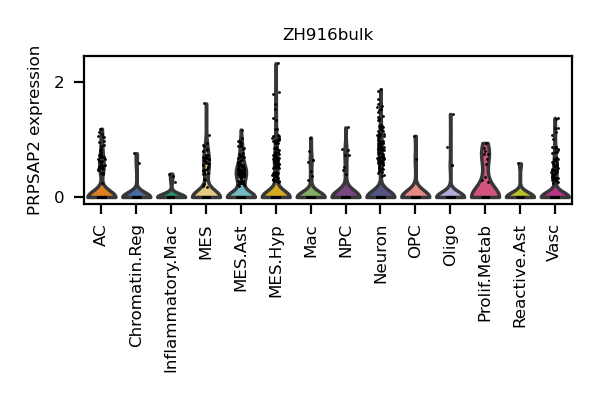 ZH916bulk
PRPSAP2 expression
2
0
AC
Chromatin.Reg
Inflammatory.Mac
MES
MES.Ast
MES.Hyp
Mac
NPC
Neuron
OPC
Oligo
Prolif.Metab
Reactive.Ast
Vasc